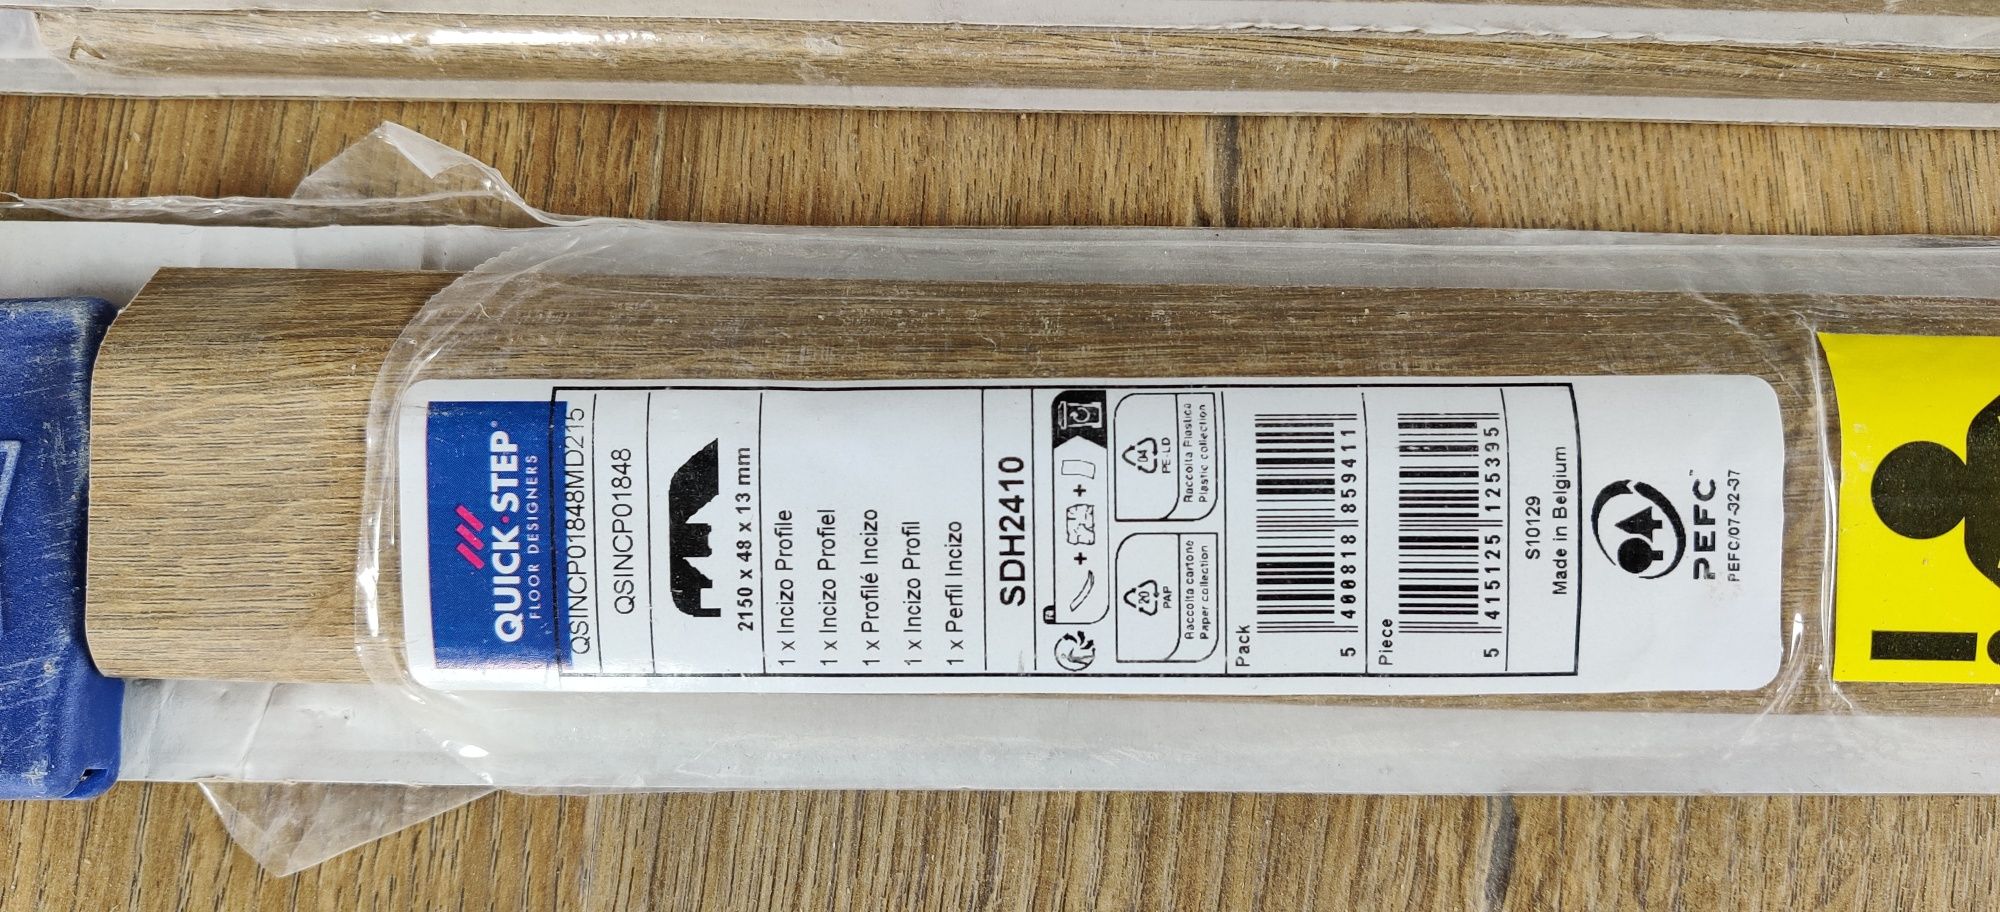 QUICK·STEP®
FLOOR DESIGNERS
QSINCP01848MD215
QSINCP01848
2150 x 48 x 13 mm
1 x Incizo Profile
1 x Incizo Profiel
1 x Profilé Incizo
1 x Incizo Profil
1 x Perfil Incizo
SDH2410
FR
20
PAP
Raccolta cartone
Paper collection
04
PE-LD
Raccolta Plastica
Plastic collection
Pack
5 400818 859411
Piece
5 415125 125395
S10129
Made in Belgium
PEFC™
PEFC/07-32-37